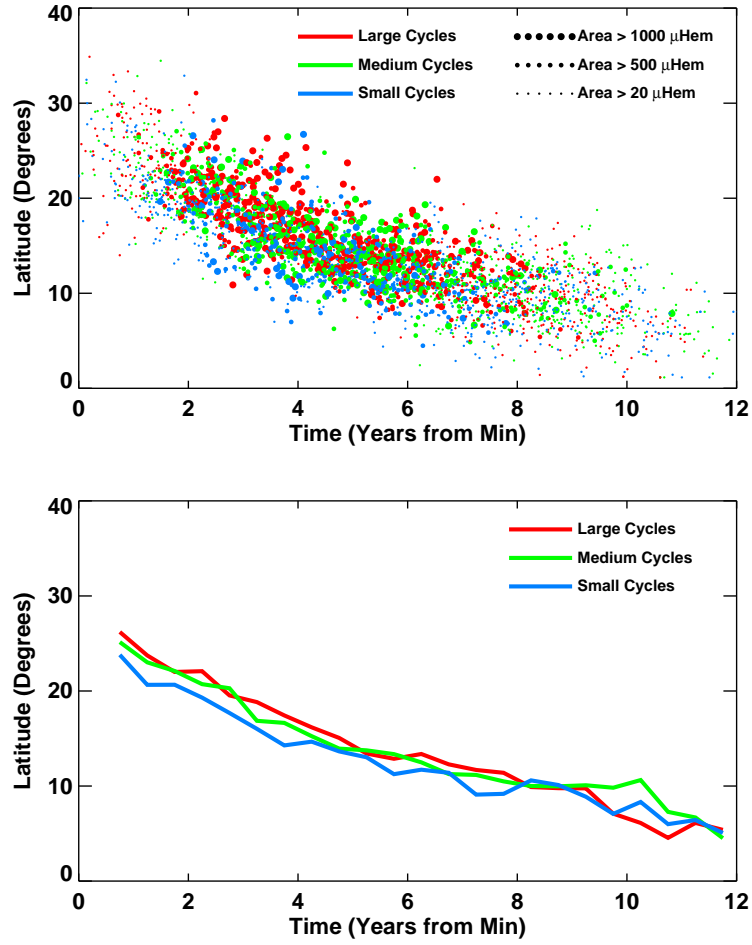 40
30
20
10
0
Latitude (Degrees)
Large Cycles
Medium Cycles
Small Cycles
Area > 1000 μHem
Area > 500 μHem
Area > 20 μHem
0 2 4 6 8 10 12
Time (Years from Min)
40
30
20
10
0
Latitude (Degrees)
Large Cycles
Medium Cycles
Small Cycles
0 2 4 6 8 10 12
Time (Years from Min)